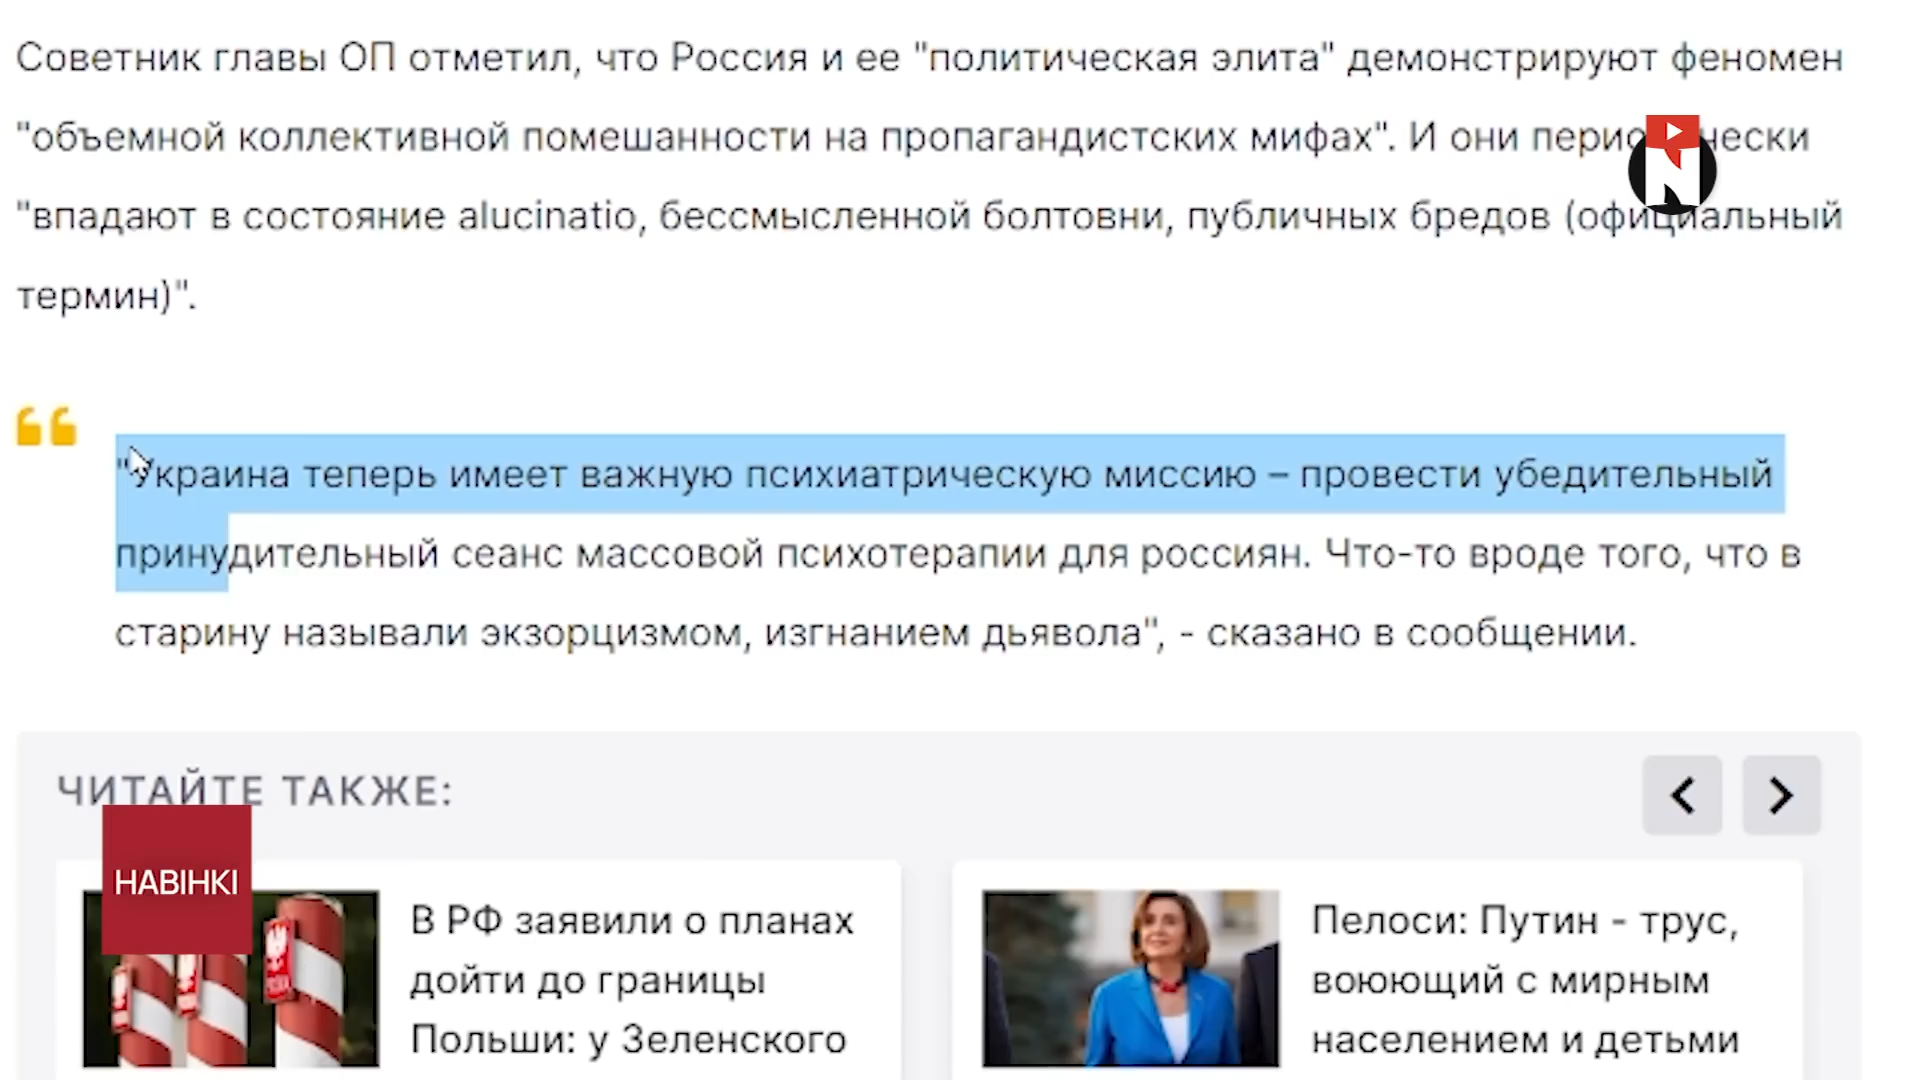 Советник главы ОП отметил, что Россия и ее "политическая элита" демонстрируют феномен
"объемной коллективной помешанности на пропагандистских мифах". И они периодически
"впадают в состояние alucinatio, бессмысленной болтовни, публичных бредов (официальный
термин)".
"Украина теперь имеет важную психиатрическую миссию – провести убедительный
принудительный сеанс массовой психотерапии для россиян. Что-то вроде того, что в
старину называли экзорцизмом, изгнанием дьявола", - сказано в сообщении.
ЧИТАЙТЕ ТАКЖЕ:
НАВІНКІ
В РФ заявили о планах
дойти до границы
Польши: у Зеленского
Пелоси: Путин - трус,
воюющий с мирным
населением и детьми